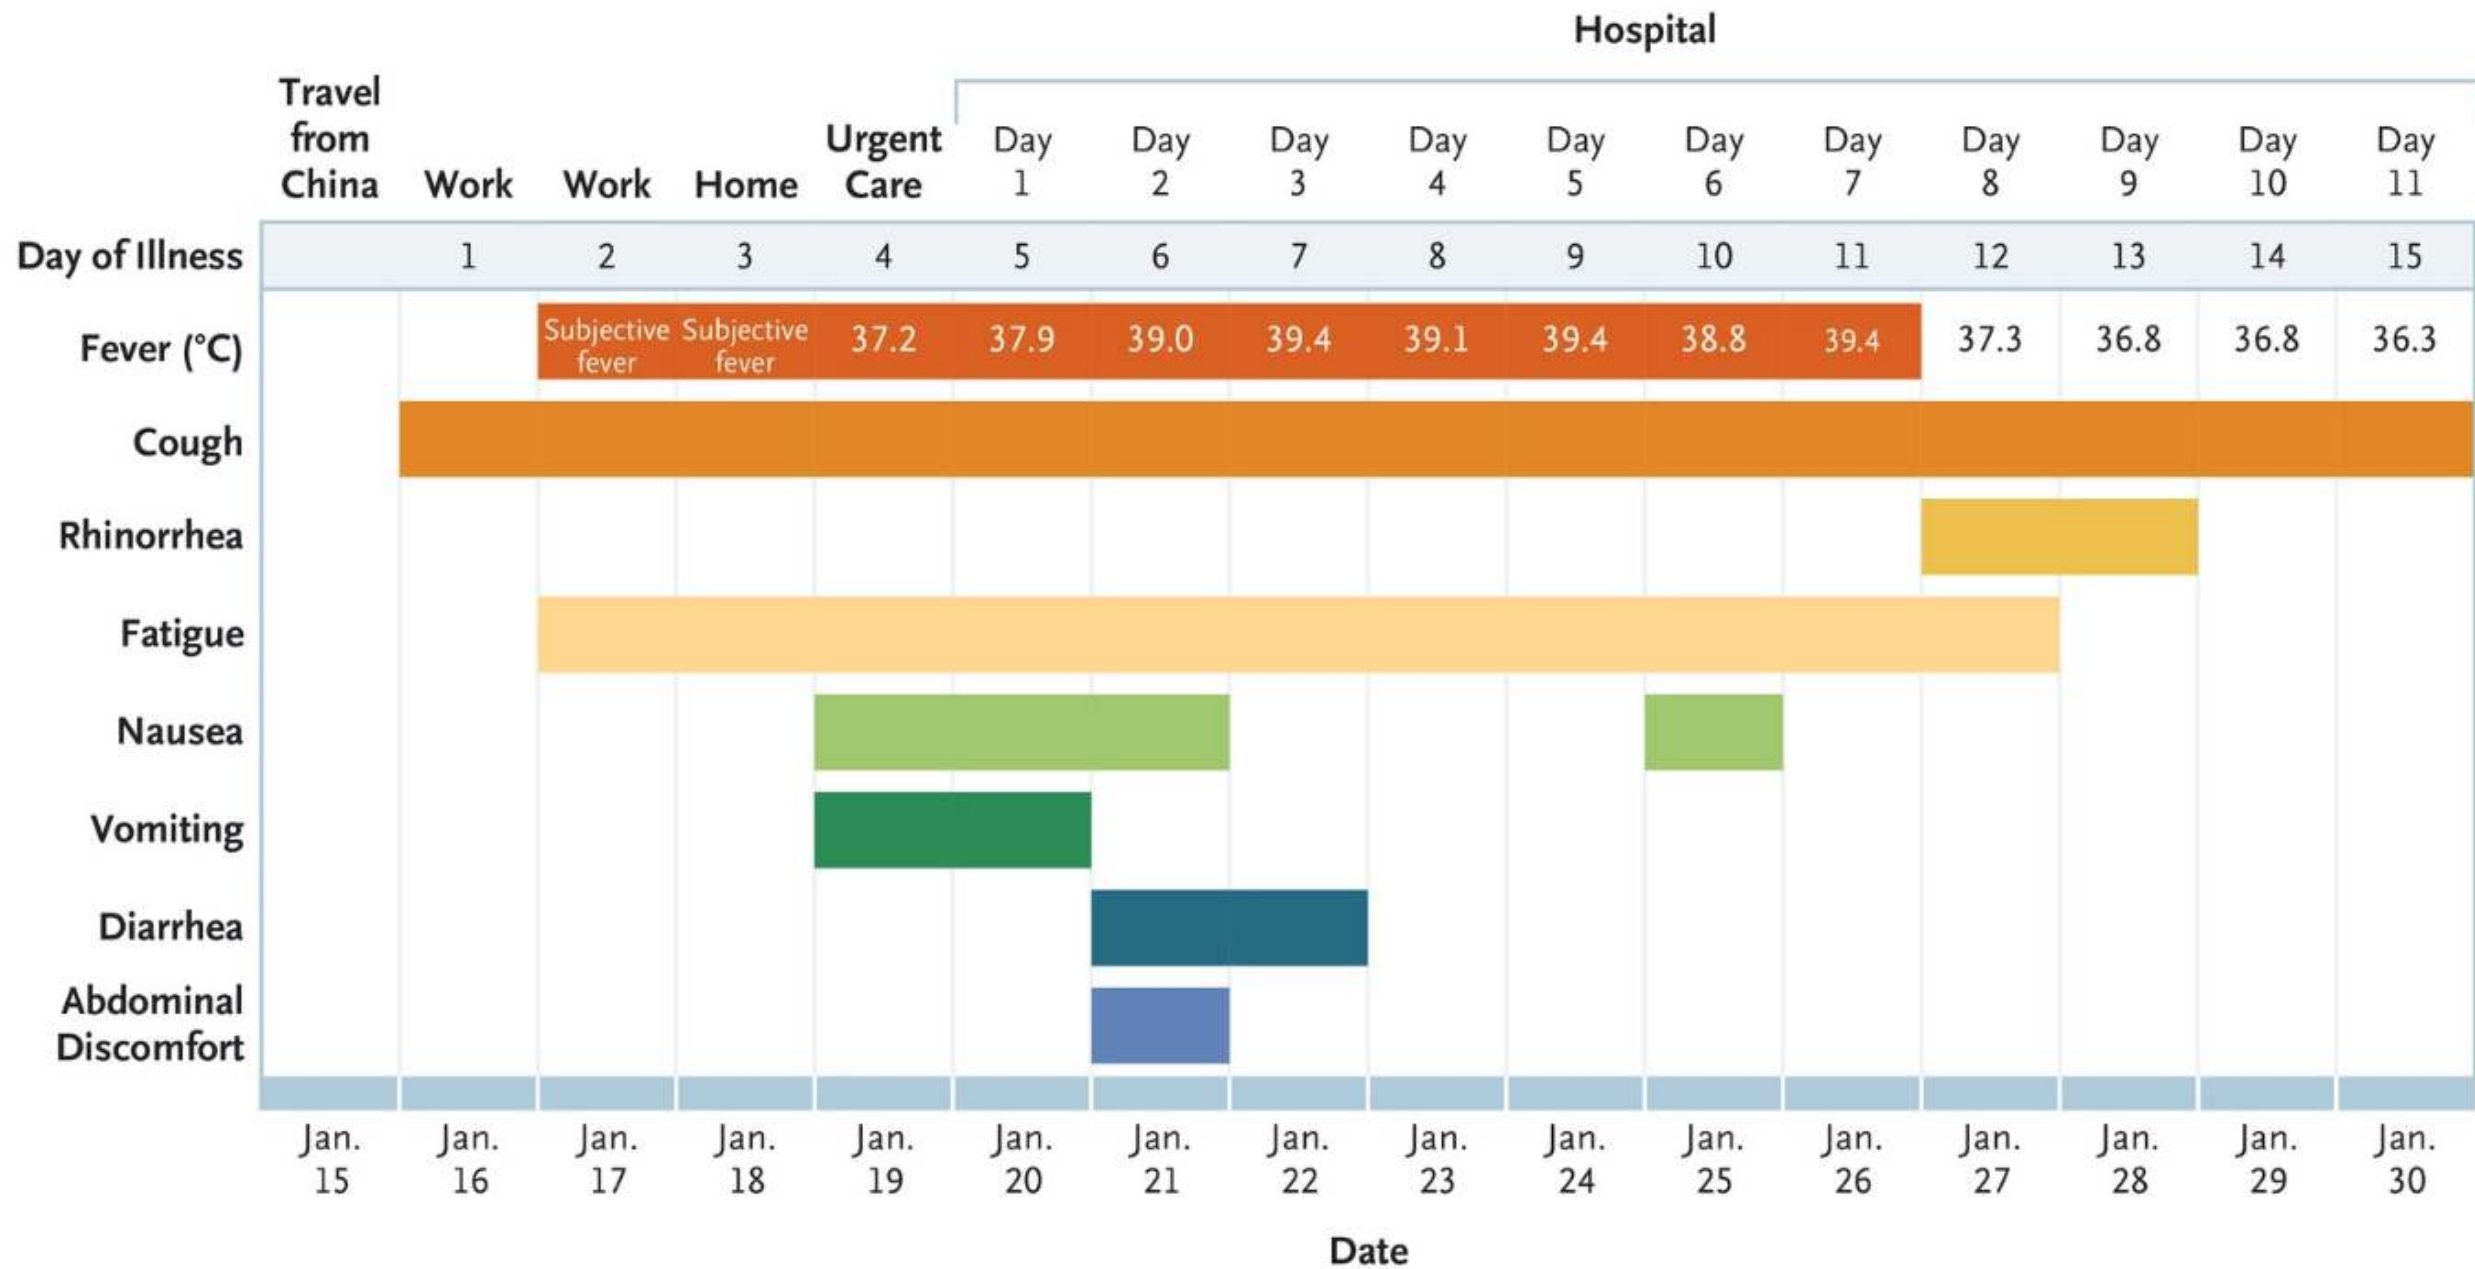 Hospital
Travel
from
China
Work
Work
Home
Urgent
Care
Day
1
Day
2
Day
3
Day
4
Day
5
Day
6
Day
7
Day
8
Day
9
Day
10
Day
11
Day of Illness 1 2 3 4 5 6 7 8 9 10 11 12 13 14 15
Fever (°C) Subjective fever Subjective fever 37.2 37.9 39.0 39.4 39.1 39.4 38.8 39.4 37.3 36.8 36.8 36.3
Cough
Rhinorrhea
Fatigue
Nausea
Vomiting
Diarrhea
Abdominal
Discomfort
Jan.
15
Jan.
16
Jan.
17
Jan.
18
Jan.
19
Jan.
20
Jan.
21
Jan.
22
Jan.
23
Jan.
24
Jan.
25
Jan.
26
Jan.
27
Jan.
28
Jan.
29
Jan.
30
Date